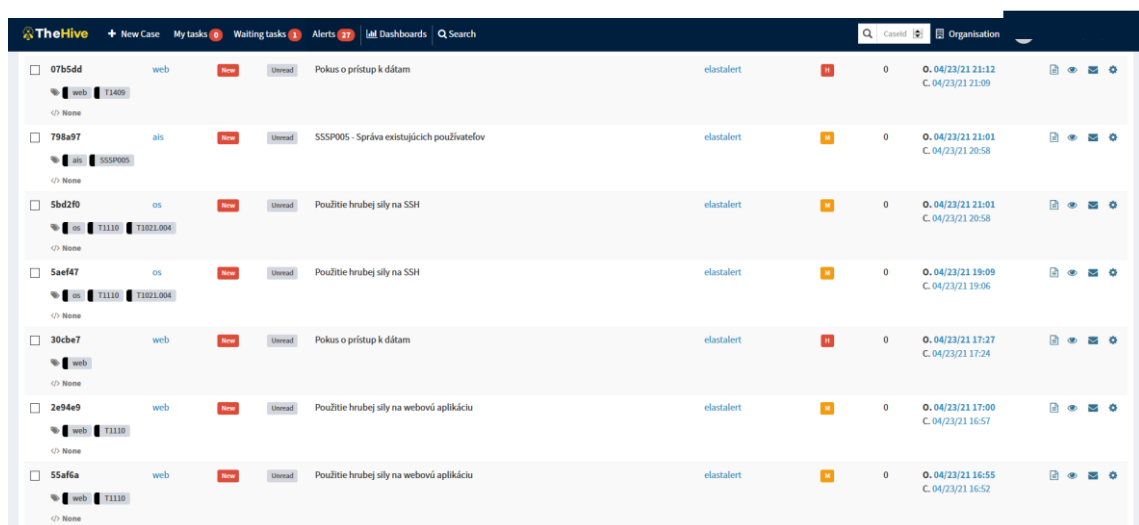 TheHive + New Case My tasks 0 Waiting tasks 1 Alerts 27 Dashboards Search CaseId Organisation
07b5dd web New Unread Pokus o prístup k dátam elastalert H 0 O. 04/23/21 21:12
C. 04/23/21 21:09
web T1409
</> None
798a97 ais New Unread SSSP005 - Správa existujúcich používateľov elastalert M 0 O. 04/23/21 21:01
C. 04/23/21 20:58
ais SSSP005
</> None
5bd2f0 os New Unread Použitie hrubej sily na SSH elastalert M 0 O. 04/23/21 21:01
C. 04/23/21 20:58
os T1110 T1021.004
</> None
5aef47 os New Unread Použitie hrubej sily na SSH elastalert M 0 O. 04/23/21 19:09
C. 04/23/21 19:06
os T1110 T1021.004
</> None
30cbe7 web New Unread Pokus o prístup k dátam elastalert H 0 O. 04/23/21 17:27
C. 04/23/21 17:24
web
</> None
2e94e9 web New Unread Použitie hrubej sily na webovú aplikáciu elastalert M 0 O. 04/23/21 17:00
C. 04/23/21 16:57
web T1110
</> None
55af6a web New Unread Použitie hrubej sily na webovú aplikáciu elastalert M 0 O. 04/23/21 16:55
C. 04/23/21 16:52
web T1110
</> None